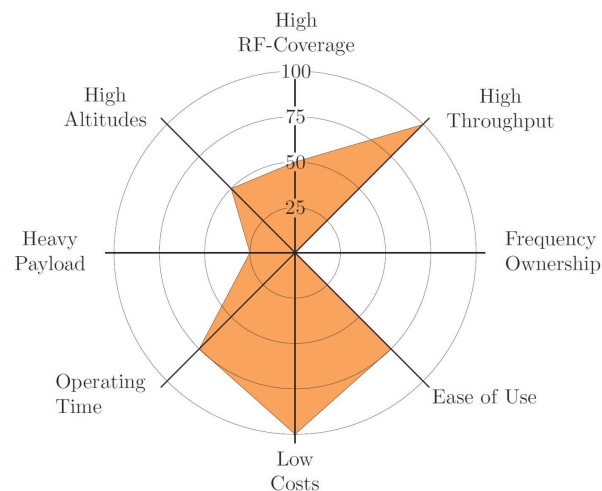 High
RF-Coverage
100
High
Altitudes
High
Throughput
75
50
25
Heavy
Payload
Frequency
Ownership
Operating
Time
Ease of Use
Low
Costs